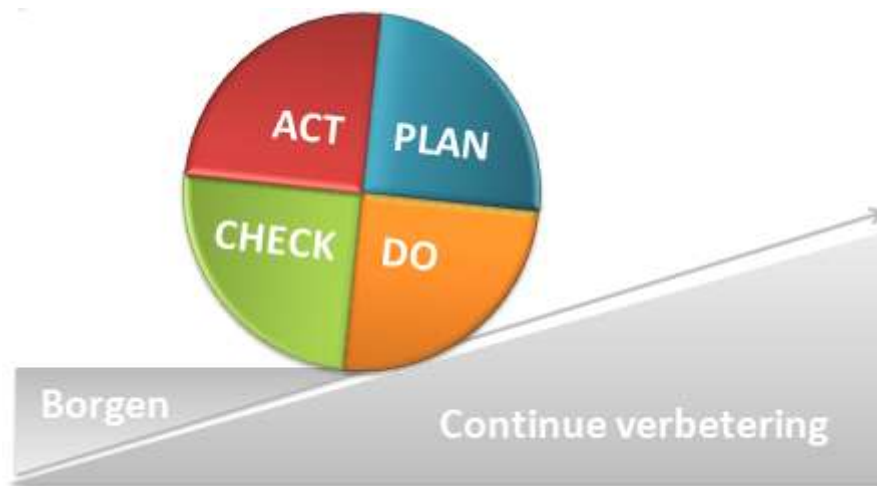 ACT
PLAN
CHECK
DO
Borgen
Continue verbetering